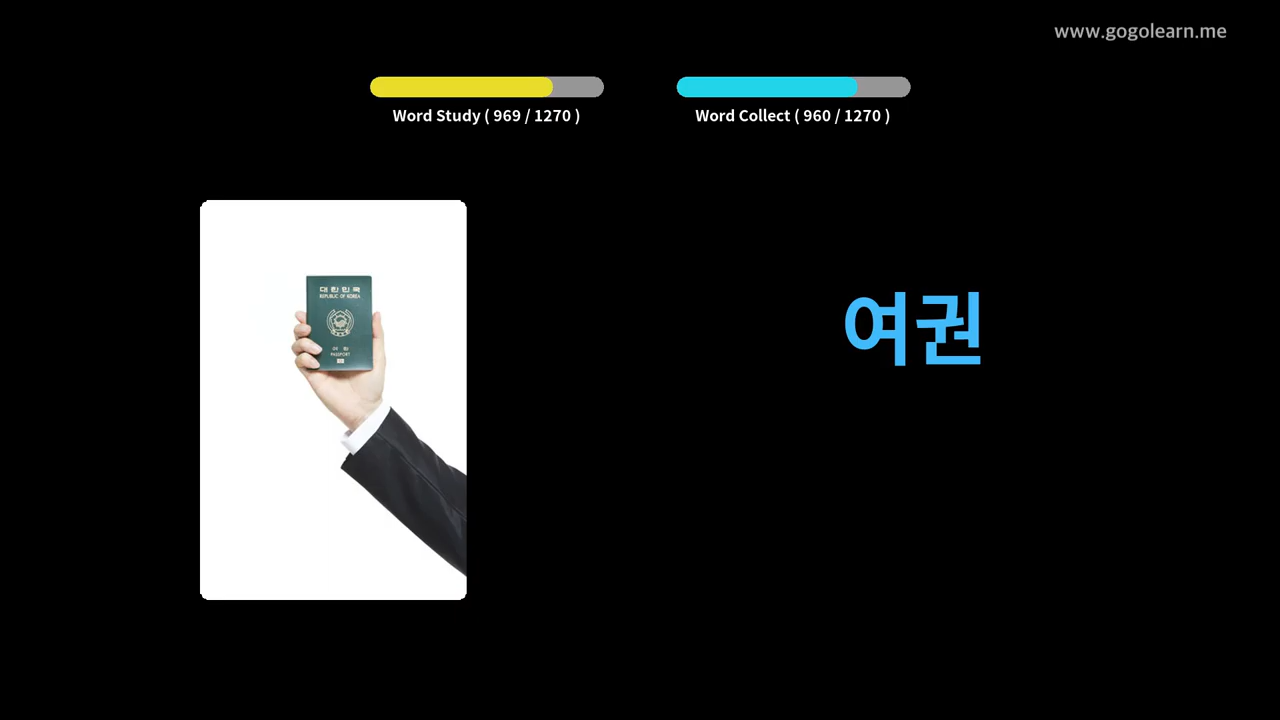 www.gogolearn.me
Word Study ( 969 / 1270 )
Word Collect ( 960 / 1270 )
대한민국
REPUBLIC OF KOREA
여 권
PASSPORT
여권